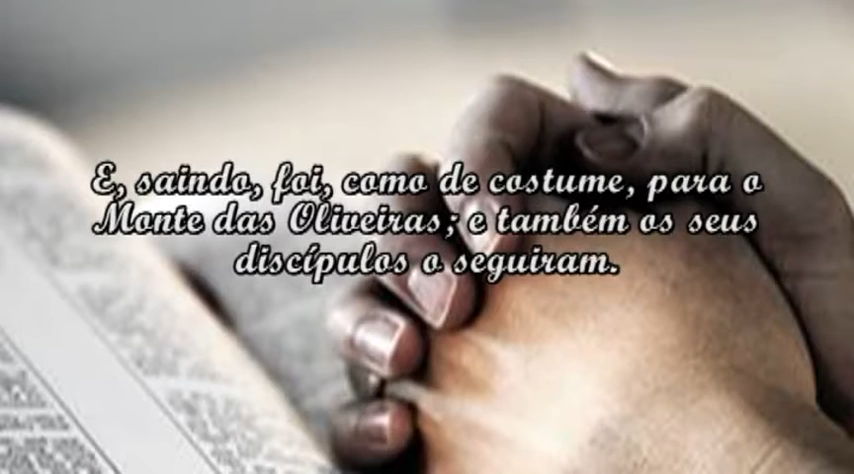 E, saindo, foi, como de costume, para o
Monte das Oliveiras; e também os seus
discípulos o seguiram.